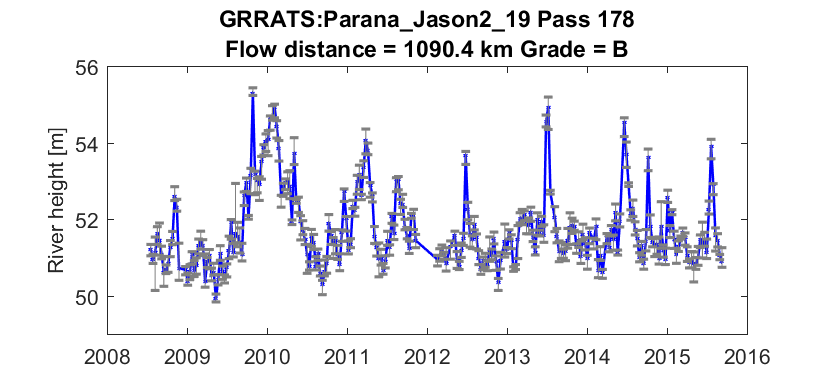 GRRATS:Parana_Jason2_19 Pass 178
Flow distance = 1090.4 km Grade = B
River height [m]
56
54
52
50
2008 2009 2010 2011 2012 2013 2014 2015 2016